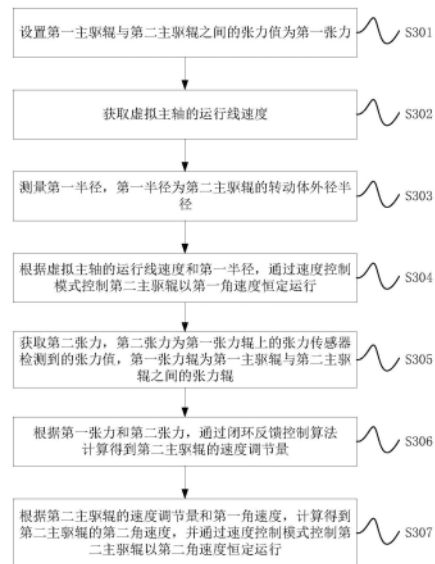 设置第一主驱辊与第二主驱辊之间的张力值为第一张力
S301
获取虚拟主轴的运行线速度
S302
测量第一半径，第一半径为第二主驱辊的转动体外径半
径
S303
根据虚拟主轴的运行线速度和第一半径，通过速度控制
模式控制第二主驱辊以第一角速度恒定运行
S304
获取第二张力，第二张力为第一张力辊上的张力传感器
检测到的张力值，第一张力辊为第一主驱辊与第二主驱
辊之间的张力辊
S305
根据第一张力和第二张力，通过闭环反馈控制算法
计算得到第二主驱辊的速度调节量
S306
根据第二主驱辊的速度调节量和第一角速度，计算得到
第二主驱辊的第二角速度，并通过速度控制模式控制第
二主驱辊以第二角速度恒定运行
S307